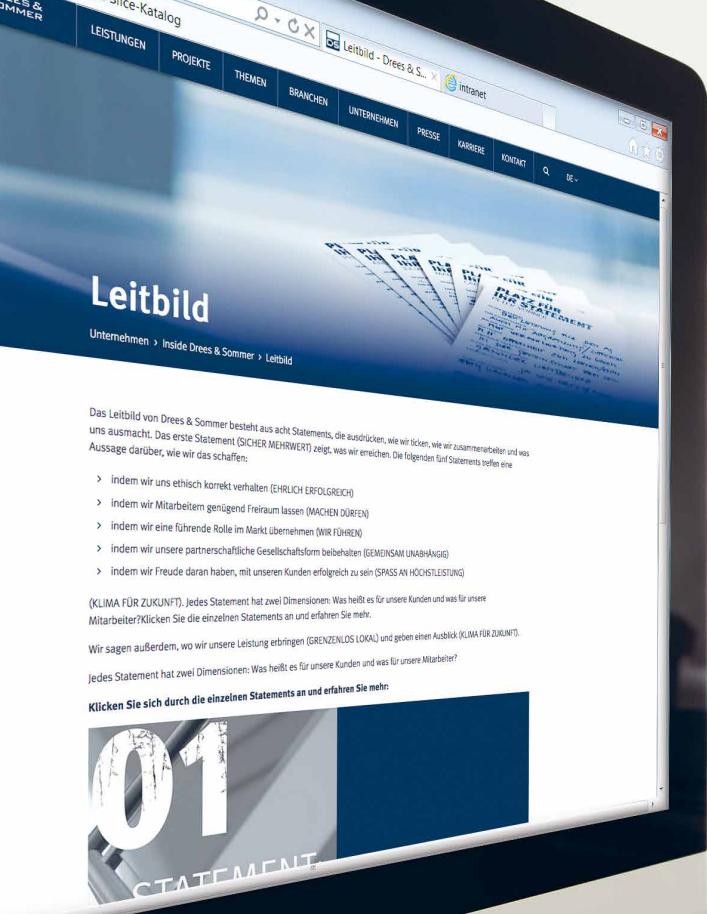 SOMMER
Leitbild - Drees & S...
intranet
LEISTUNGEN
PROJEKTE
THEMEN
BRANCHEN
UNTERNEHMEN
PRESSE
KARRIERE
KONTAKT
DE
PLATZ FÜR
IHR STATEMENT
Leitbild
Unternehmen > Inside Drees & Sommer > Leitbild
Das Leitbild von Drees & Sommer besteht aus acht Statements, die ausdrücken, wie wir ticken, wie wir zusammenarbeiten und was
uns ausmacht. Das erste Statement (SICHER MEHRWERT) zeigt, was wir erreichen. Die folgenden fünf Statements treffen eine
Aussage darüber, wie wir das schaffen:
> indem wir uns ethisch korrekt verhalten (EHRLICH ERFOLGREICH)
> indem wir Mitarbeitern genügend Freiraum lassen (MACHEN DÜRFEN)
> indem wir eine führende Rolle im Markt übernehmen (WIR FÜHREN)
> indem wir unsere partnerschaftliche Gesellschaftsform beibehalten (GEMEINSAM UNABHÄNGIG)
> indem wir Freude daran haben, mit unseren Kunden erfolgreich zu sein (SPASS AN HÖCHSTLEISTUNG)
(KLIMA FÜR ZUKUNFT). Jedes Statement hat zwei Dimensionen: Was heißt es für unsere Kunden und was für unsere
Mitarbeiter?Klicken Sie die einzelnen Statements an und erfahren Sie mehr.
Wir sagen außerdem, wo wir unsere Leistung erbringen (GRENZENLOS LOKAL) und geben einen Ausblick (KLIMA FÜR ZUKUNFT).
Jedes Statement hat zwei Dimensionen: Was heißt es für unsere Kunden und was für unsere Mitarbeiter?
Klicken Sie sich durch die einzelnen Statements an und erfahren Sie mehr:
01
STATEMENT